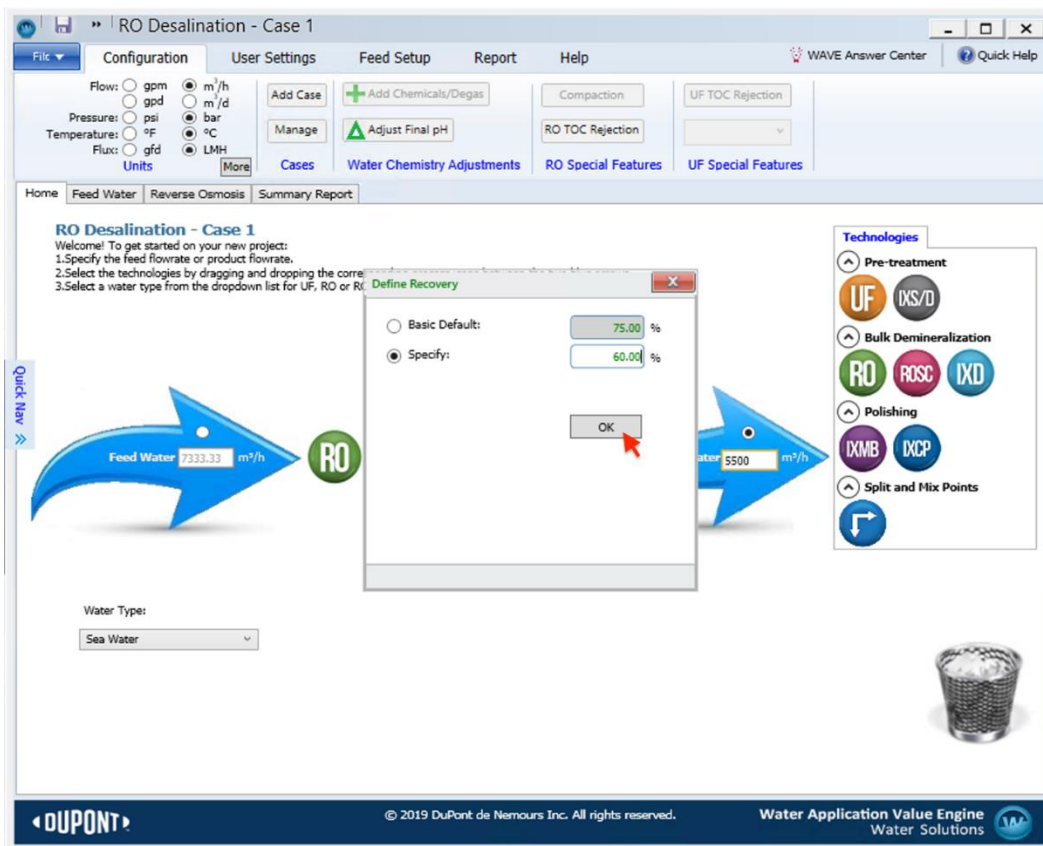 RO Desalination - Case 1
File Configuration User Settings Feed Setup Report Help WAVE Answer Center Quick Help
Flow: gpm m³/h
gpd m³/d
Pressure: psi bar
Temperature: °F °C
Flux: gfd LMH
Units More
Add Case
Manage
Cases
Add Chemicals/Degas
Adjust Final pH
Water Chemistry Adjustments
Compaction
RO TOC Rejection
RO Special Features
UF TOC Rejection
UF Special Features
Home Feed Water Reverse Osmosis Summary Report
RO Desalination - Case 1
Welcome! To get started on your new project:
1.Specify the feed flowrate or product flowrate.
2.Select the technologies by dragging and dropping the
3.Select a water type from the dropdown list for UF, RO or
Define Recovery
Basic Default: 75.00 %
Specify: 60.00 %
OK
Quick Nav
Feed Water 7333.33 m³/h
RO
5500 m³/h
Technologies
Pre-treatment
UF IXS/D
Bulk Demineralization
RO ROSC IXD
Polishing
IXMB IXCP
Split and Mix Points
Water Type:
Sea Water
DUPONT
© 2019 DuPont de Nemours Inc. All rights reserved.
Water Application Value Engine
Water Solutions